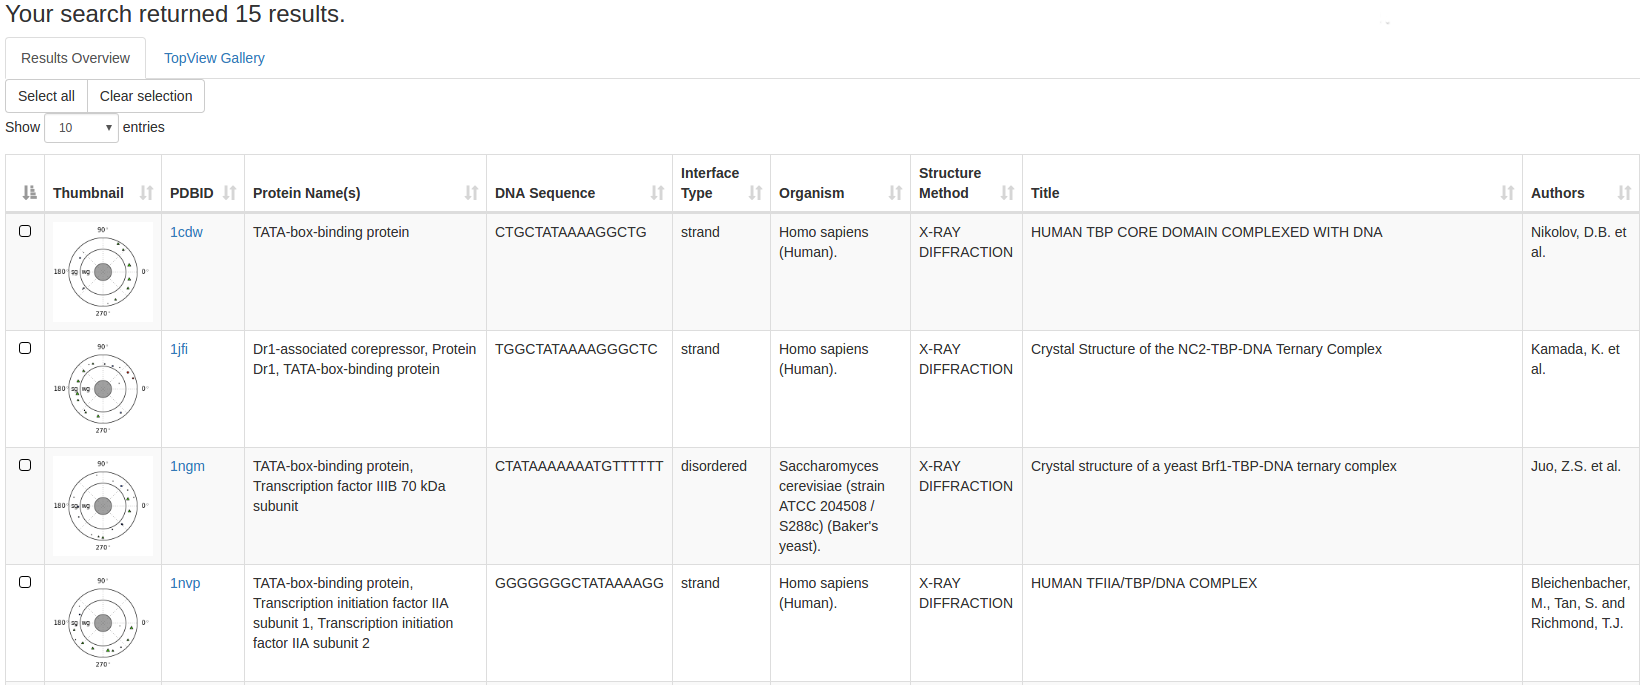 Your search returned 15 results.
Results Overview
TopView Gallery
Select all
Clear selection
Show 10 entries
Thumbnail
PDBID
Protein Name(s)
DNA Sequence
Interface
Type
Organism
Structure
Method
Title
Authors
90°
180°
SG
WG
0°
270°
1cdw
TATA-box-binding protein
CTGCTATAAAAGGCTG
strand
Homo sapiens
(Human).
X-RAY
DIFFRACTION
HUMAN TBP CORE DOMAIN COMPLEXED WITH DNA
Nikolov, D.B. et
al.
90°
180°
SG
WG
0°
270°
1jfi
Dr1-associated corepressor, Protein
Dr1, TATA-box-binding protein
TGGCTATAAAAGGGCTC
strand
Homo sapiens
(Human).
X-RAY
DIFFRACTION
Crystal Structure of the NC2-TBP-DNA Ternary Complex
Kamada, K. et
al.
90°
180°
SG
WG
0°
270°
1ngm
TATA-box-binding protein,
Transcription factor IIIB 70 kDa
subunit
CTATAAAAAAATGTTTTTT
disordered
Saccharomyces
cerevisiae (strain
ATCC 204508 /
S288c) (Baker's
yeast).
X-RAY
DIFFRACTION
Crystal structure of a yeast Brf1-TBP-DNA ternary complex
Juo, Z.S. et al.
90°
180°
SG
WG
0°
270°
1nvp
TATA-box-binding protein,
Transcription initiation factor IIA
subunit 1, Transcription initiation
factor IIA subunit 2
GGGGGGGCTATAAAAGG
strand
Homo sapiens
(Human).
X-RAY
DIFFRACTION
HUMAN TFIIA/TBP/DNA COMPLEX
Bleichenbacher,
M., Tan, S. and
Richmond, T.J.